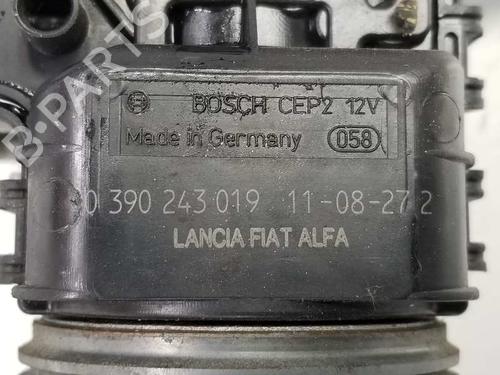 BOSCH CEP2 12V
Made in Germany 058
0 390 243 019 11-08-27 2
LANCIA FIAT ALFA
B-PARTS